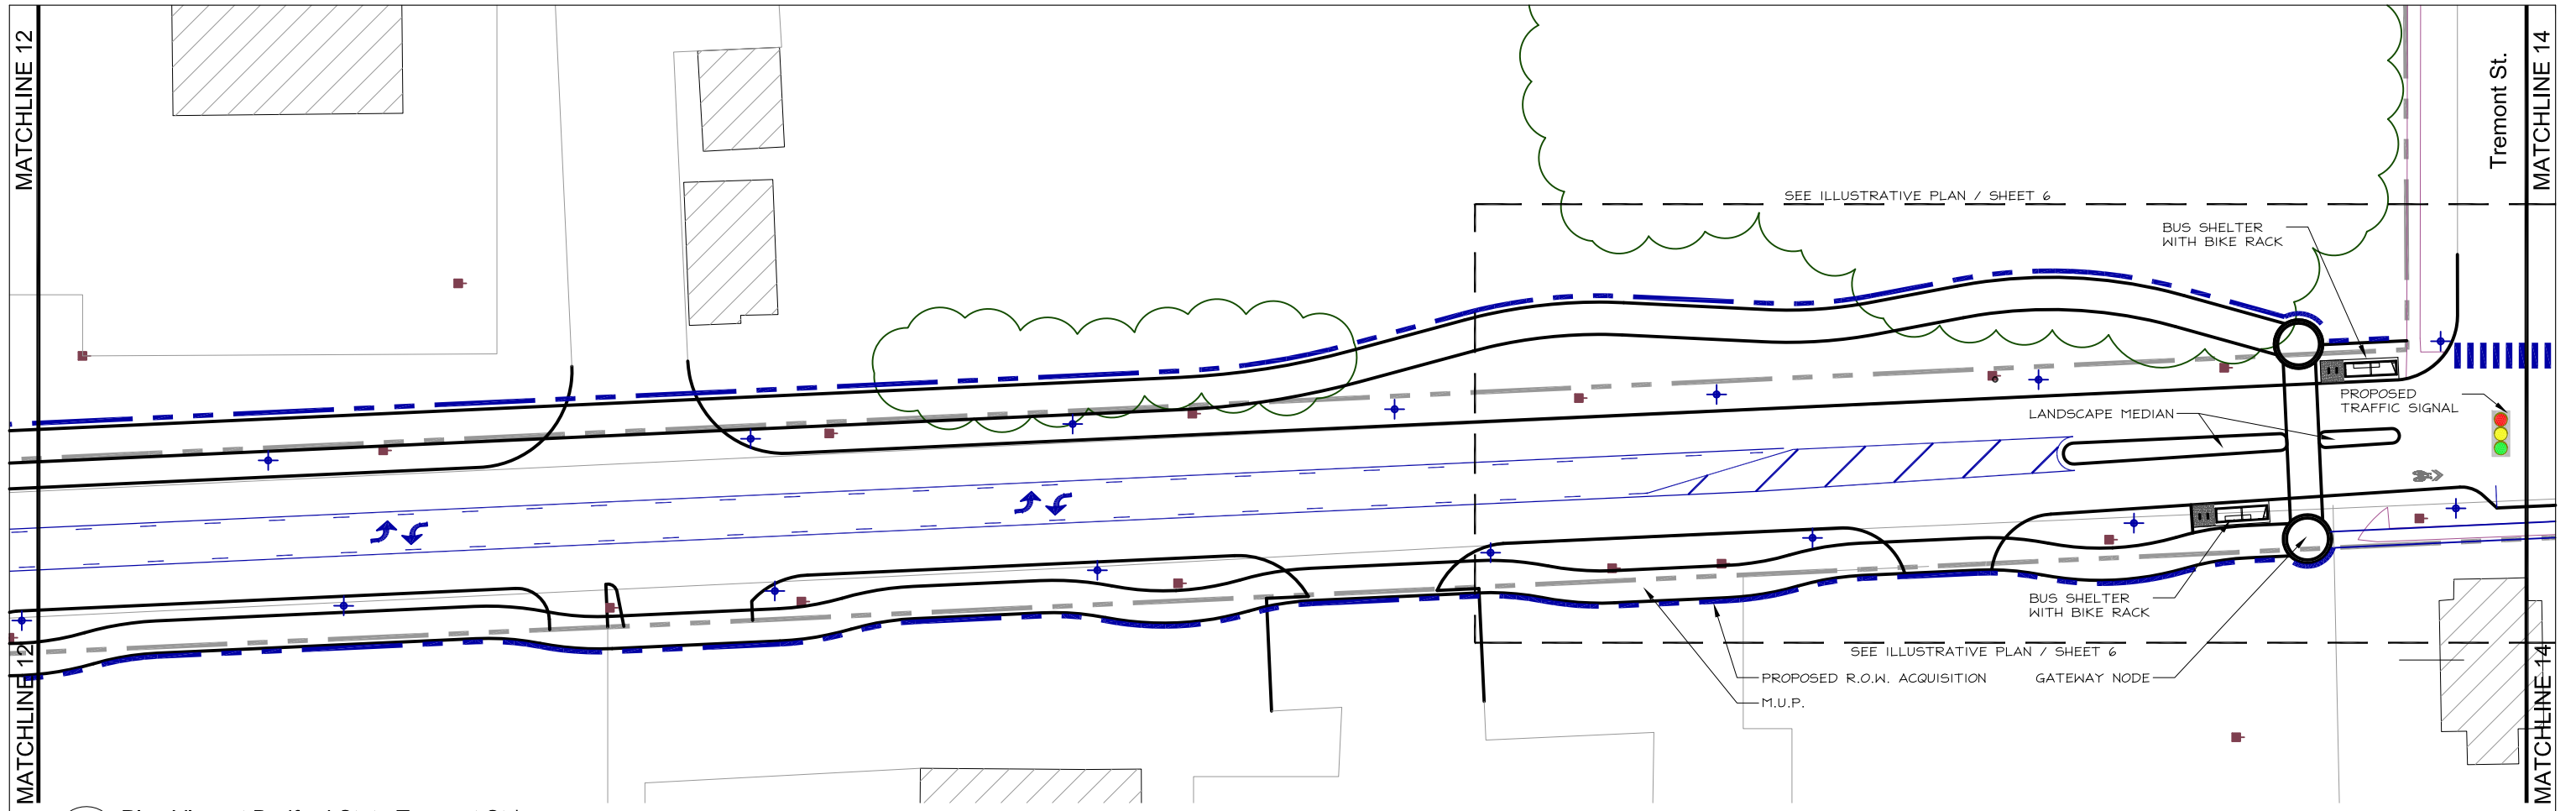 MATCHLINE 12
Tremont St.
MATCHLINE 14
SEE ILLUSTRATIVE PLAN / SHEET 6
BUS SHELTER
WITH BIKE RACK
PROPOSED
TRAFFIC SIGNAL
LANDSCAPE MEDIAN
BUS SHELTER
WITH BIKE RACK
SEE ILLUSTRATIVE PLAN / SHEET 6
PROPOSED R.O.W. ACQUISITION
GATEWAY NODE
M.U.P.
MATCHLINE 12
MATCHLINE 14